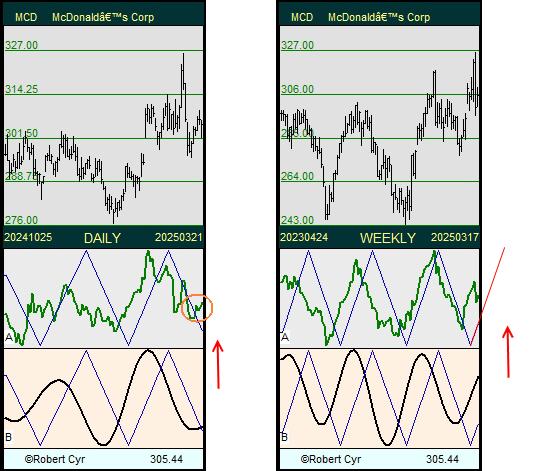 MCD McDonaldâ€™s Corp
327.00
314.25
301.50
288.75
276.00
20241025 DAILY 20250321
A
B
©Robert Cyr 305.44
MCD McDonaldâ€™s Corp
327.00
306.00
285.00
264.00
243.00
20230424 WEEKLY 20250317
A
B
©Robert Cyr 305.44